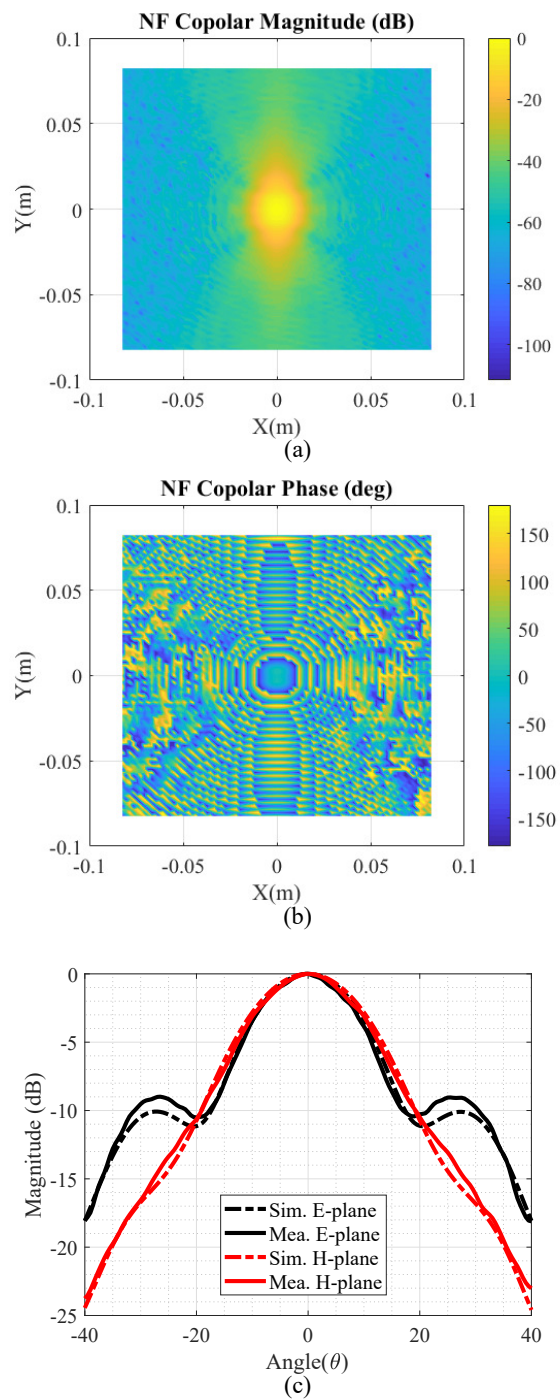 NF Copolar Magnitude (dB)
0.1
0.05
0
-0.05
-0.1
Y(m)
-0.1
-0.05
0
0.05
0.1
X(m)
0
-20
-40
-60
-80
-100
(a)
NF Copolar Phase (deg)
0.1
0.05
0
-0.05
-0.1
Y(m)
-0.1
-0.05
0
0.05
0.1
X(m)
150
100
50
0
-50
-100
-150
(b)
0
-5
-10
-15
-20
-25
Magnitude (dB)
Sim. E-plane
Mea. E-plane
Sim. H-plane
Mea. H-plane
-40
-20
0
20
40
Angle(θ)
(c)